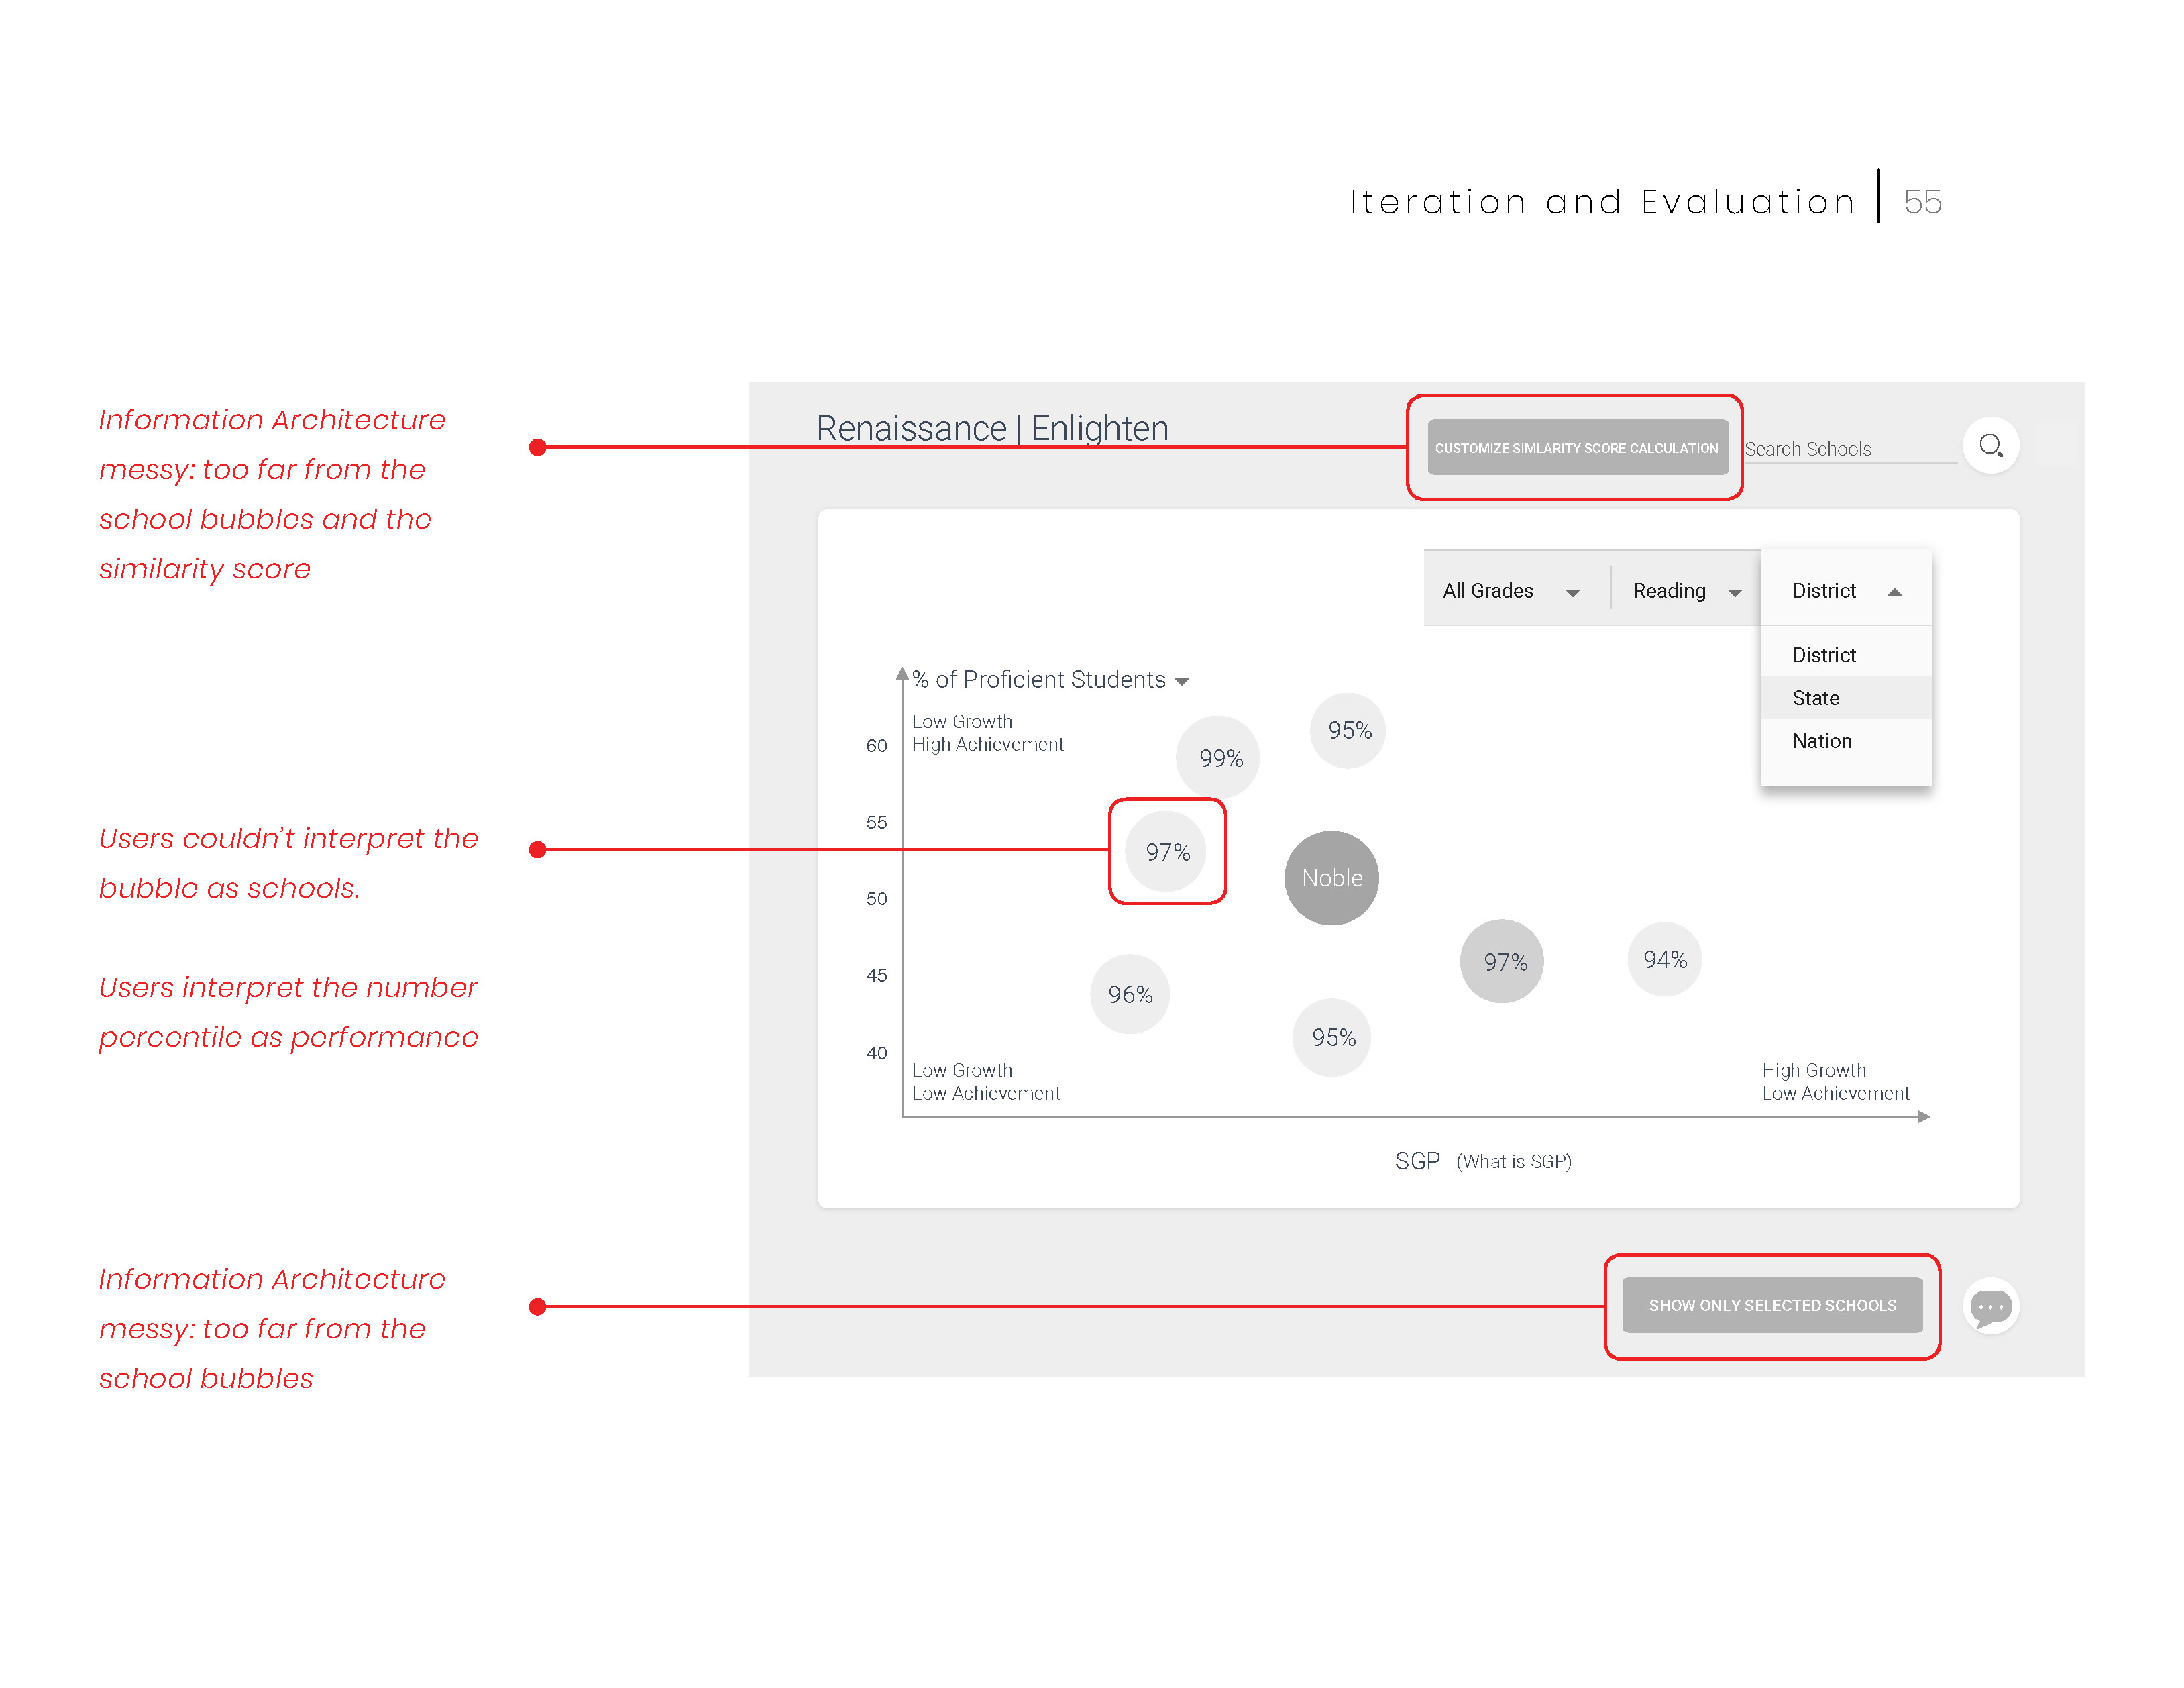 Iteration and Evaluation | 55
Information Architecture
messy: too far from the
school bubbles and the
similarity score
Users couldn't interpret the
bubble as schools.
Users interpret the number
percentile as performance
Information Architecture
messy: too far from the
school bubbles
Renaissance | Enlighten
CUSTOMIZE SIMLARITY SCORE CALCULATION
Search Schools
All Grades
Reading
District
District
State
Nation
% of Proficient Students
Low Growth
High Achievement
60
55
50
45
40
99%
95%
97%
Noble
97%
94%
96%
95%
Low Growth
Low Achievement
High Growth
Low Achievement
SGP (What is SGP)
SHOW ONLY SELECTED SCHOOLS